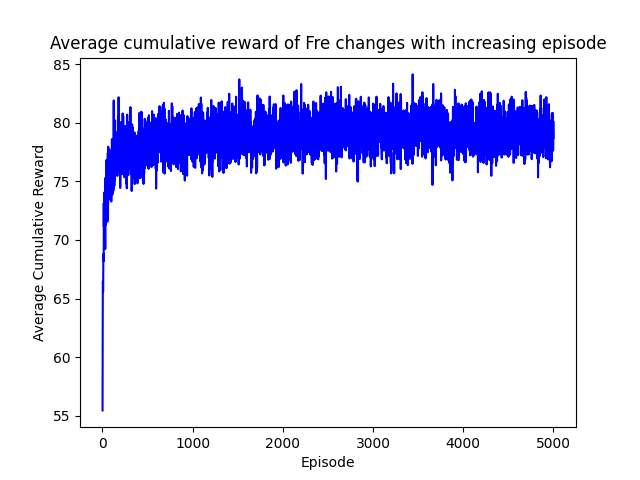 Average cumulative reward of Fre changes with increasing episode
85
80
75
70
65
60
55
Average Cumulative Reward
0 1000 2000 3000 4000 5000
Episode